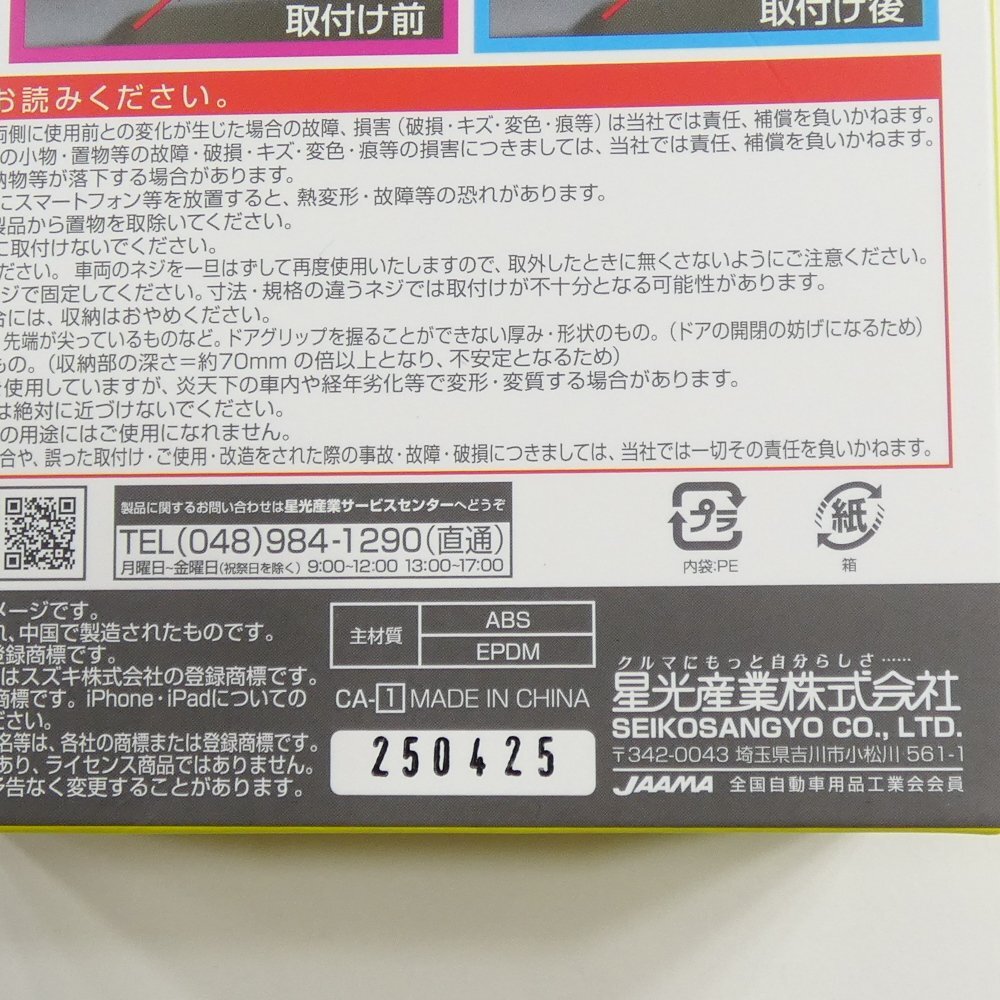 取付け前
取付け後
お読みください。
両側に使用前との変化が生じた場合の故障、損害（破損・キズ・変色・痕等）は当社では責任、補償を負いかねます。
の小物・置物等の故障・破損・キズ・変色・痕等の損害につきましては、当社では責任、補償を負いかねます。
納物等が落下する場合があります。
にスマートフォン等を放置すると、熱変形・故障等の恐れがあります。
製品から置物を取除いてください。
に取付けないでください。
ださい。車両のネジを一旦はずして再度使用いたしますので、取外したときに無くさないようにご注意ください。
ジで固定してください。寸法・規格の違うネジでは取付けが不十分となる可能性があります。
合には、収納はおやめください。
先端が尖っているものなど。ドアグリップを握ることができない厚み・形状のもの。（ドアの開閉の妨げになるため）
もの。（収納部の深さ＝約70mm の倍以上となり、不安定となるため）
を使用していますが、炎天下の車内や経年劣化等で変形・変質する場合があります。
は絶対に近づけないでください。
の用途にはご使用になれません。
合や、誤った取付け・ご使用・改造をされた際の事故・故障・破損につきましては、当社では一切その責任を負いかねます。
製品に関するお問い合わせは星光産業サービスセンターへどうぞ
TEL(048)984-1290(直通)
月曜日~金曜日(祝祭日を除く) 9:00~12:00 13:00~17:00
プラ
内袋:PE
紙
箱
メージです。
れ、中国で製造されたものです。
登録商標です。
はスズキ株式会社の登録商標です。
商標です。iPhone・iPadについての
ださい。
名等は、各社の商標または登録商標です。
あり、ライセンス商品ではありません。
予告なく変更することがあります。
主材質
ABS
EPDM
CA-1 MADE IN CHINA
250425
クルマにもっと自分らしさ……
星光産業株式会社
SEIKOSANGYO CO., LTD.
〒342-0043 埼玉県吉川市小松川 561-1
JAAMA 全国自動車用品工業会会員